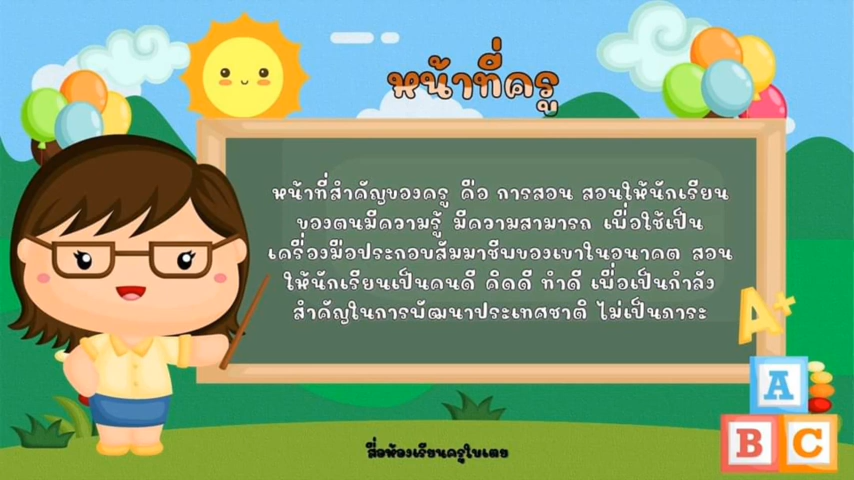 หน้าที่ครู
หน้าที่สำคัญของครู คือ การสอน สอนให้นักเรียน
ของตนมีความรู้ มีความสามารถ เพื่อใช้เป็น
เครื่องมือประกอบสัมมาชีพของเขาในอนาคต สอน
ให้นักเรียนเป็นคนดี คิดดี ทำดี เพื่อเป็นกำลัง
สำคัญในการพัฒนาประเทศชาติ ไม่เป็นภาระ
A+
A
B C
สื่อห้องเรียนครูใบเตย